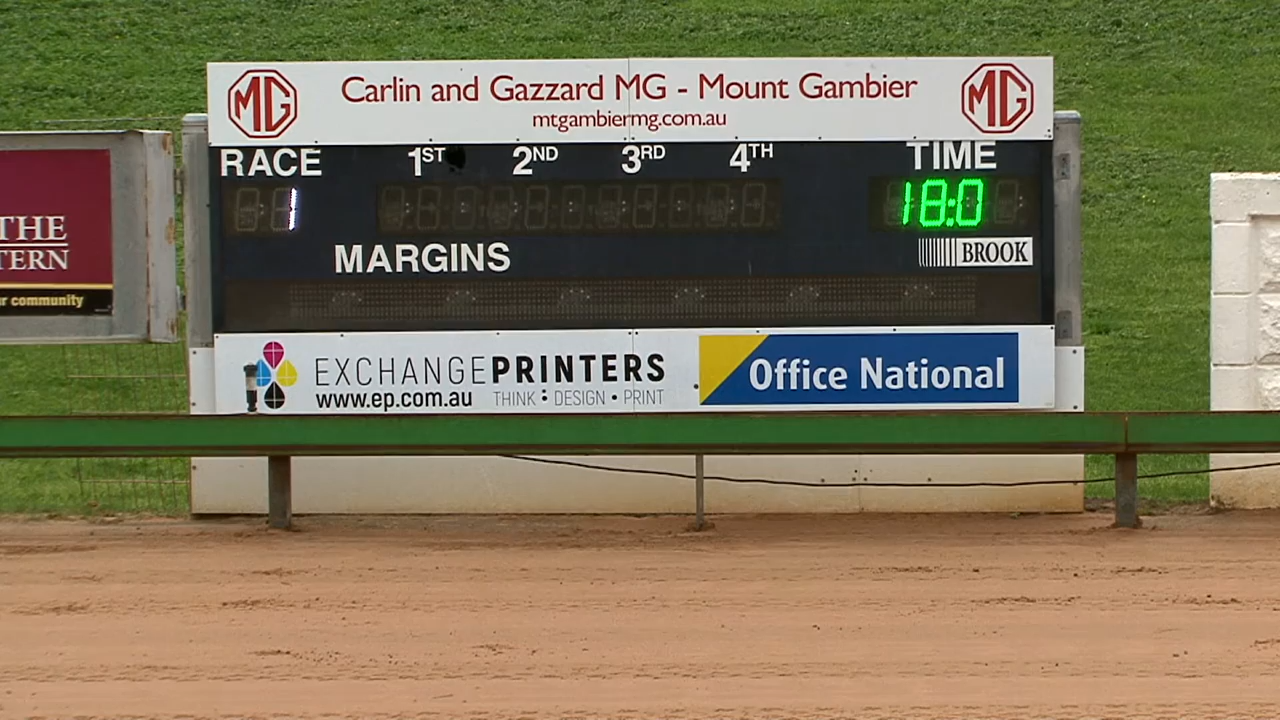 MG
Carlin and Gazzard MG - Mount Gambier
MG
mtgambiermg.com.au
RACE 1ST 2ND 3RD 4TH TIME
1 18:0
MARGINS
BROOK
THE
TERN
r community
EXCHANGEPRINTERS
www.ep.com.au THINK : DESIGN • PRINT
Office National